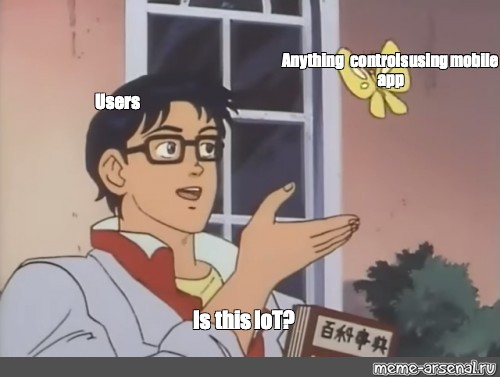 Anything controlsusing mobile
app
Users
Is this IoT?
百科事典
meme-arsenal.ru